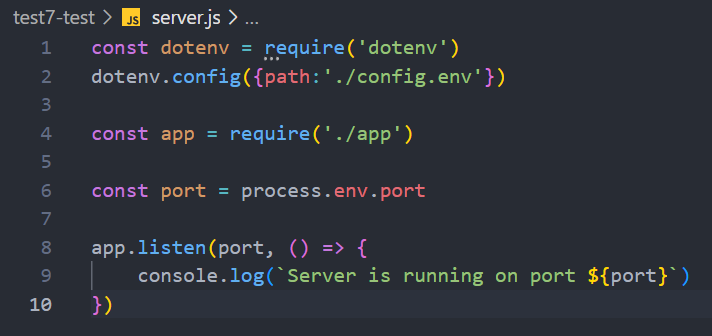 test7-test > JS server.js > ...
1 const dotenv = require('dotenv')
2 dotenv.config({path:'./config.env'})
3
4 const app = require('./app')
5
6 const port = process.env.port
7
8 app.listen(port, () => {
9     console.log(`Server is running on port ${port}`)
10 })